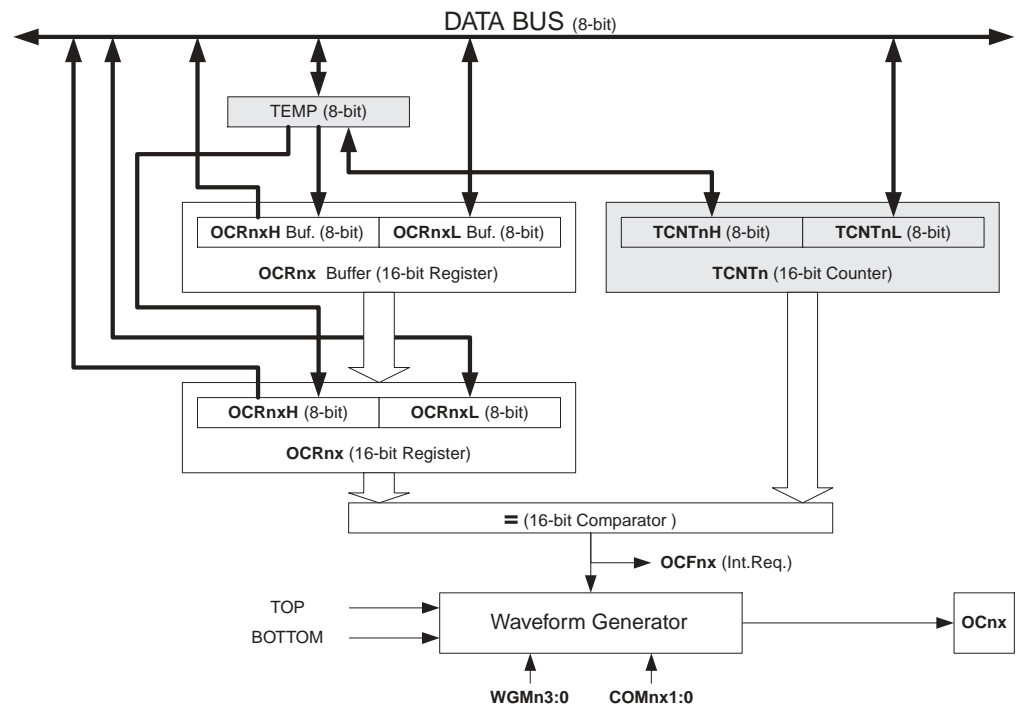 DATA BUS (8-bit)
TEMP (8-bit)
OCRnxH Buf. (8-bit) OCRnxL Buf. (8-bit)
OCRnx Buffer (16-bit Register)
TCNTnH (8-bit) TCNTnL (8-bit)
TCNTn (16-bit Counter)
OCRnxH (8-bit) OCRnxL (8-bit)
OCRnx (16-bit Register)
= (16-bit Comparator )
OCFnx (Int.Req.)
TOP
BOTTOM
Waveform Generator
OCnx
WGMn3:0 COMnx1:0